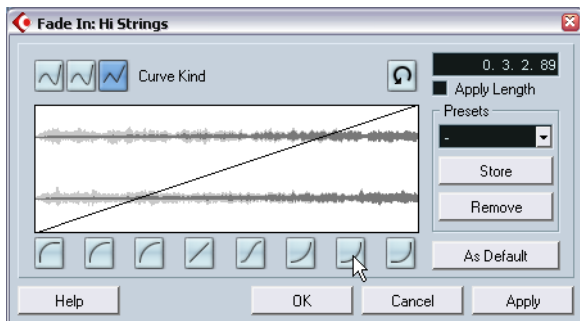 Fade In: Hi Strings
Curve Kind
0. 3. 2. 89
Apply Length
Presets
-
Store
Remove
As Default
Help
OK
Cancel
Apply